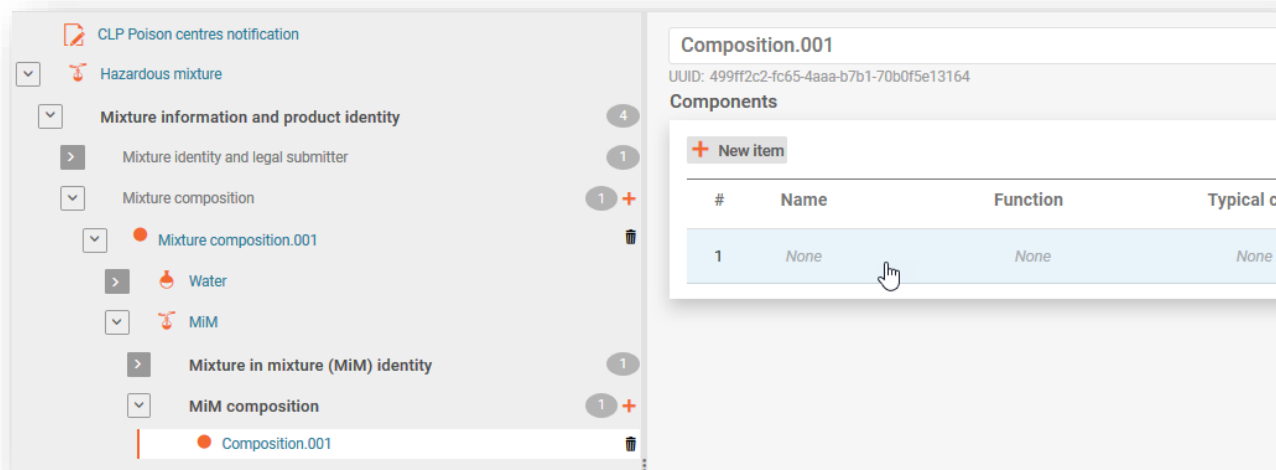 CLP Poison centres notification
Hazardous mixture
Mixture information and product identity 4
Mixture identity and legal submitter 1
Mixture composition 1 +
Mixture composition.001
Water
MiM
Mixture in mixture (MiM) identity 1
MiM composition 1 +
Composition.001
Composition.001
UUID: 499ff2c2-fc65-4aaa-b7b1-70b0f5e13164
Components
+ New item
# Name Function Typical c
1 None None None